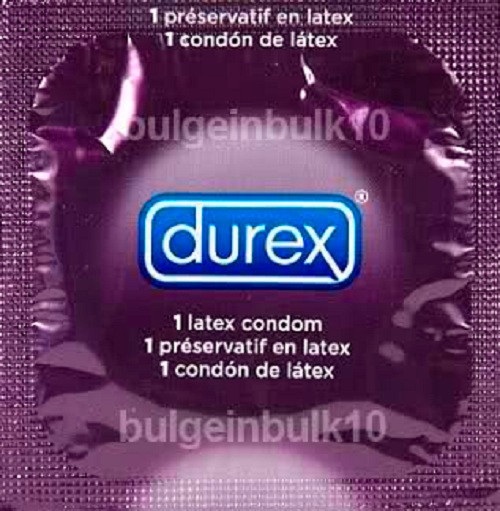 1 préservatif en latex
1 condón de látex
bulgeinbulk10
durex®
1 latex condom
1 préservatif en latex
1 condón de látex
bulgeinbulk10